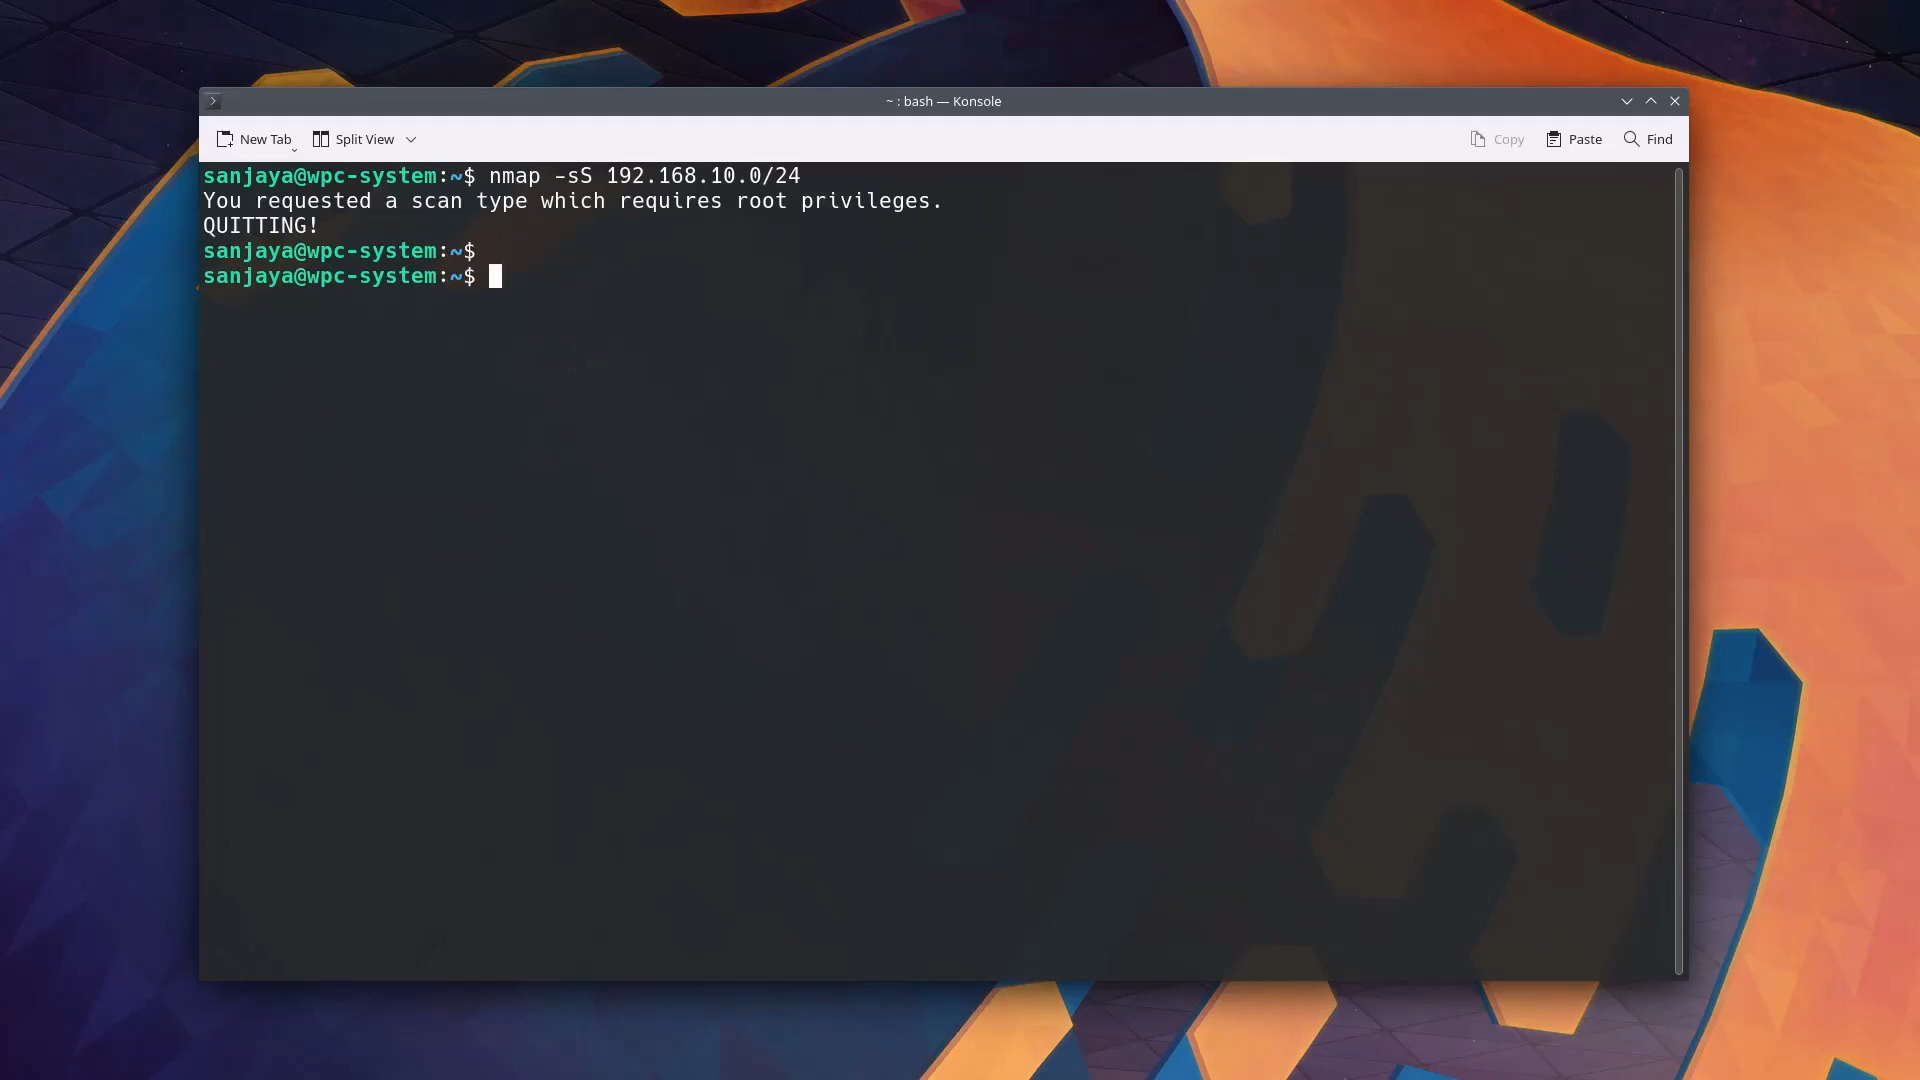 ~ : bash — Konsole
New Tab Split View Copy Paste Find
sanjaya@wpc-system:~$ nmap -sS 192.168.10.0/24
You requested a scan type which requires root privileges.
QUITTING!
sanjaya@wpc-system:~$
sanjaya@wpc-system:~$